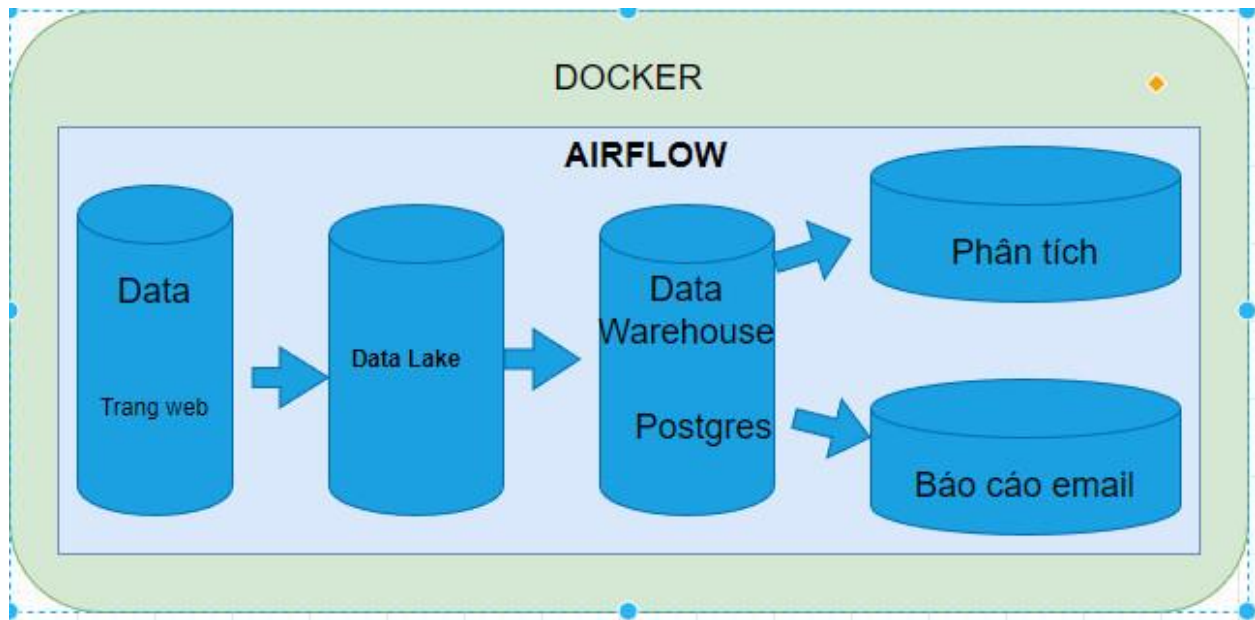 DOCKER
AIRFLOW
Data
Trang web
Data Lake
Data
Warehouse
Postgres
Phân tích
Báo cáo email